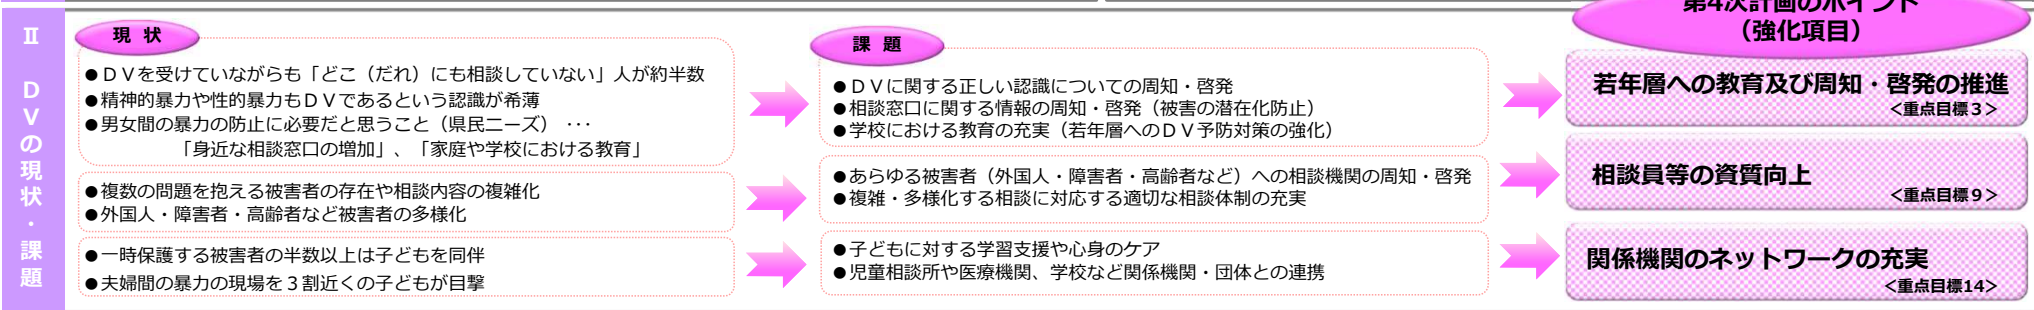 Ⅱ ＤＶの現状・課題
現 状
●ＤＶを受けていながらも「どこ（だれ）にも相談していない」人が約半数
●精神的暴力や性的暴力もＤＶであるという認識が希薄
●男女間の暴力の防止に必要だと思うこと（県民ニーズ） ･･･
「身近な相談窓口の増加」、「家庭や学校における教育」
●複数の問題を抱える被害者の存在や相談内容の複雑化
●外国人・障害者・高齢者など被害者の多様化
●一時保護する被害者の半数以上は子どもを同伴
●夫婦間の暴力の現場を３割近くの子どもが目撃
課 題
●ＤＶに関する正しい認識についての周知・啓発
●相談窓口に関する情報の周知・啓発（被害の潜在化防止）
●学校における教育の充実（若年層へのＤＶ予防対策の強化）
●あらゆる被害者（外国人・障害者・高齢者など）への相談機関の周知・啓発
●複雑・多様化する相談に対応する適切な相談体制の充実
●子どもに対する学習支援や心身のケア
●児童相談所や医療機関、学校など関係機関・団体との連携
第4次計画のポイント
（強化項目）
若年層への教育及び周知・啓発の推進
＜重点目標３＞
相談員等の資質向上
＜重点目標９＞
関係機関のネットワークの充実
＜重点目標14＞